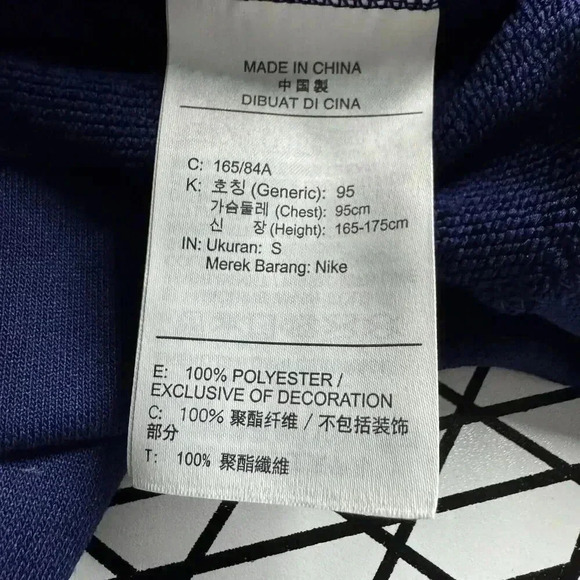 MADE IN CHINA
中国製
DIBUAT DI CINA
C: 165/84A
K: 호칭 (Generic): 95
가슴둘레 (Chest): 95cm
신 장 (Height): 165-175cm
IN: Ukuran: S
Merek Barang: Nike
E: 100% POLYESTER /
EXCLUSIVE OF DECORATION
C: 100% 聚酯纤维 / 不包括装饰
部分
T: 100% 聚酯纖維